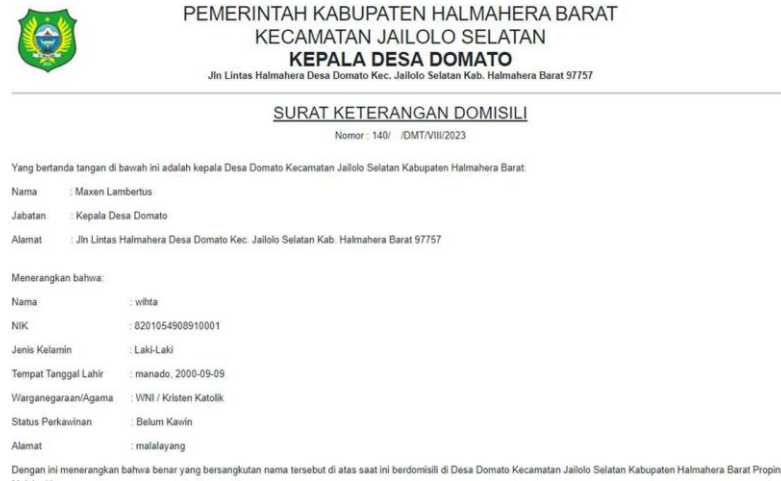 PEMERINTAH KABUPATEN HALMAHERA BARAT
KECAMATAN JAILOLO SELATAN
KEPALA DESA DOMATO
Jln Lintas Halmahera Desa Domato Kec. Jailolo Selatan Kab. Halmahera Barat 97757
SURAT KETERANGAN DOMISILI
Nomor : 140/ /DMT/VIII/2023
Yang bertanda tangan di bawah ini adalah kepala Desa Domato Kecamatan Jailolo Selatan Kabupaten Halmahera Barat:
Nama : Maxen Lambertus
Jabatan : Kepala Desa Domato
Alamat : Jln Lintas Halmahera Desa Domato Kec. Jailolo Selatan Kab. Halmahera Barat 97757
Menerangkan bahwa:
Nama : wihta
NIK : 8201054908910001
Jenis Kelamin : Laki-Laki
Tempat Tanggal Lahir : manado, 2000-09-09
Warganegaraan/Agama : WNI / Kristen Katolik
Status Perkawinan : Belum Kawin
Alamat : malalayang
Dengan ini menerangkan bahwa benar yang bersangkutan nama tersebut di atas saat ini berdomisili di Desa Domato Kecamatan Jailolo Selatan Kabupaten Halmahera Barat Propin